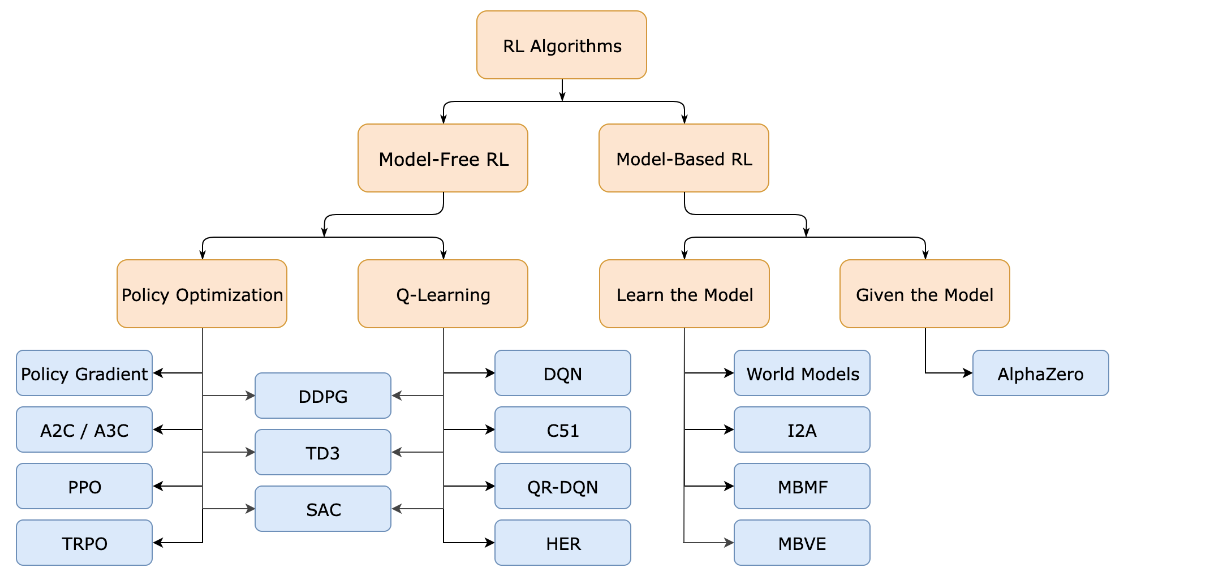 RL Algorithms
Model-Free RL
Model-Based RL
Policy Optimization
Q-Learning
Learn the Model
Given the Model
Policy Gradient
DDPG
DQN
World Models
AlphaZero
A2C / A3C
TD3
C51
I2A
PPO
SAC
QR-DQN
MBMF
TRPO
HER
MBVE